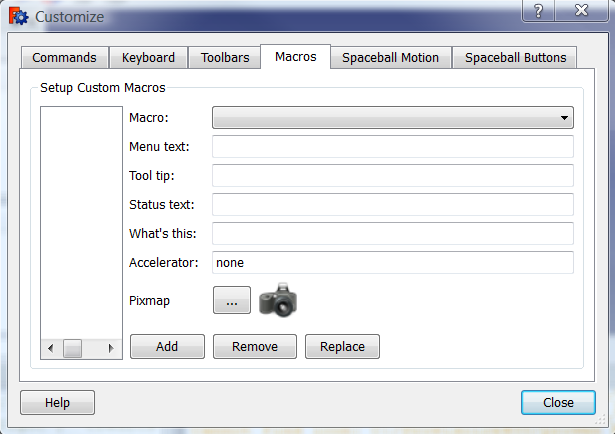 Customize
?
Commands Keyboard Toolbars Macros Spaceball Motion Spaceball Buttons
Setup Custom Macros
Macro:
Menu text:
Tool tip:
Status text:
What's this:
Accelerator: none
Pixmap ...
Add Remove Replace
Help Close